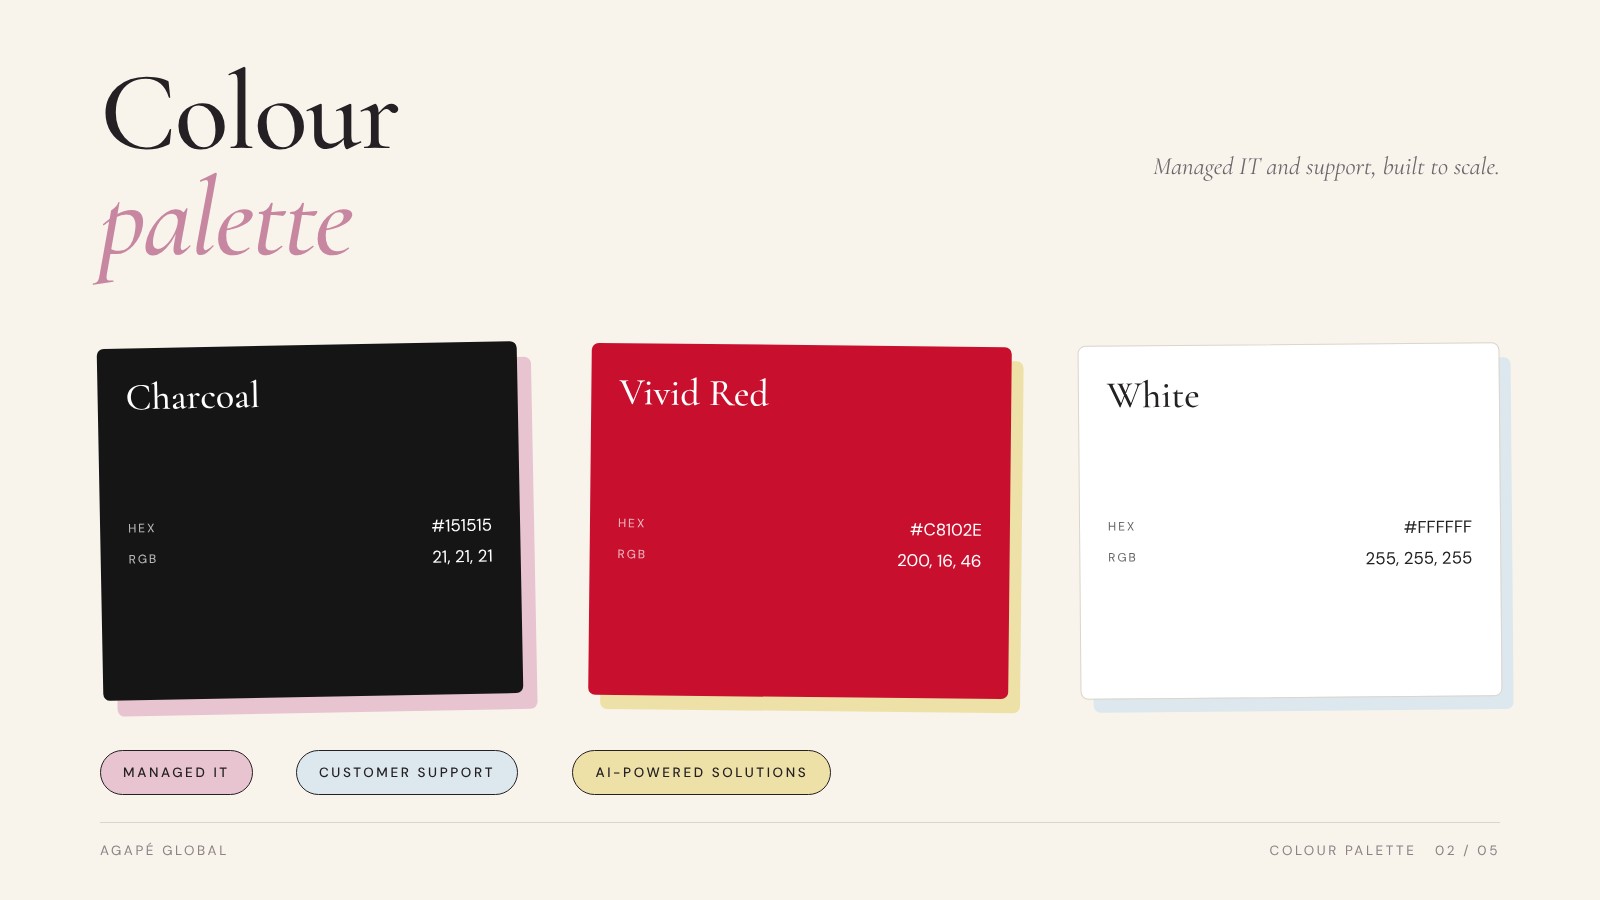 Colour
palette
Managed IT and support, built to scale.
Charcoal
HEX #151515
RGB 21, 21, 21
Vivid Red
HEX #C8102E
RGB 200, 16, 46
White
HEX #FFFFFF
RGB 255, 255, 255
MANAGED IT
CUSTOMER SUPPORT
AI-POWERED SOLUTIONS
AGAPÉ GLOBAL
COLOUR PALETTE 02 / 05